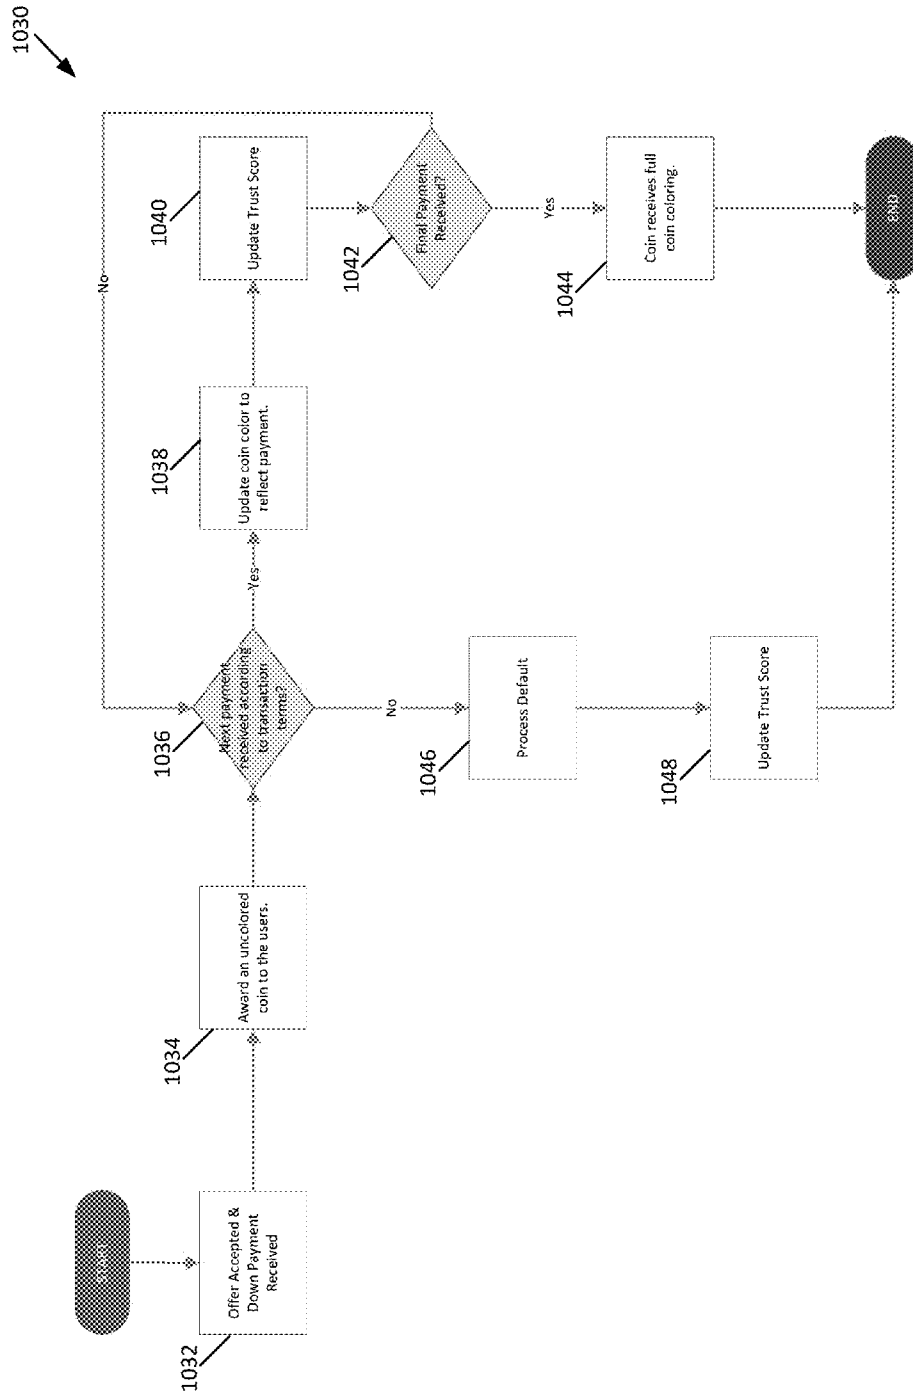 1030
START
1032
Offer Accepted &
Down Payment
Received
1034
Award an uncolored
coin to the users.
1036
Next payment
received according
to transaction
terms?
Yes
No
1038
Update coin color to
reflect payment.
1040
Update Trust Score
1042
Final Payment
Received?
No
Yes
1044
Coin receives full
coin coloring.
1046
Process Default
1048
Update Trust Score
END